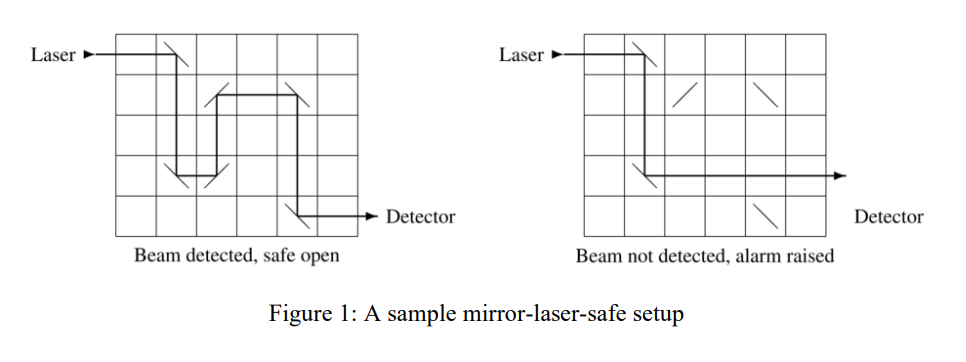 Laser
Laser
Detector
Detector
Beam detected, safe open
Beam not detected, alarm raised
Figure 1: A sample mirror-laser-safe setup